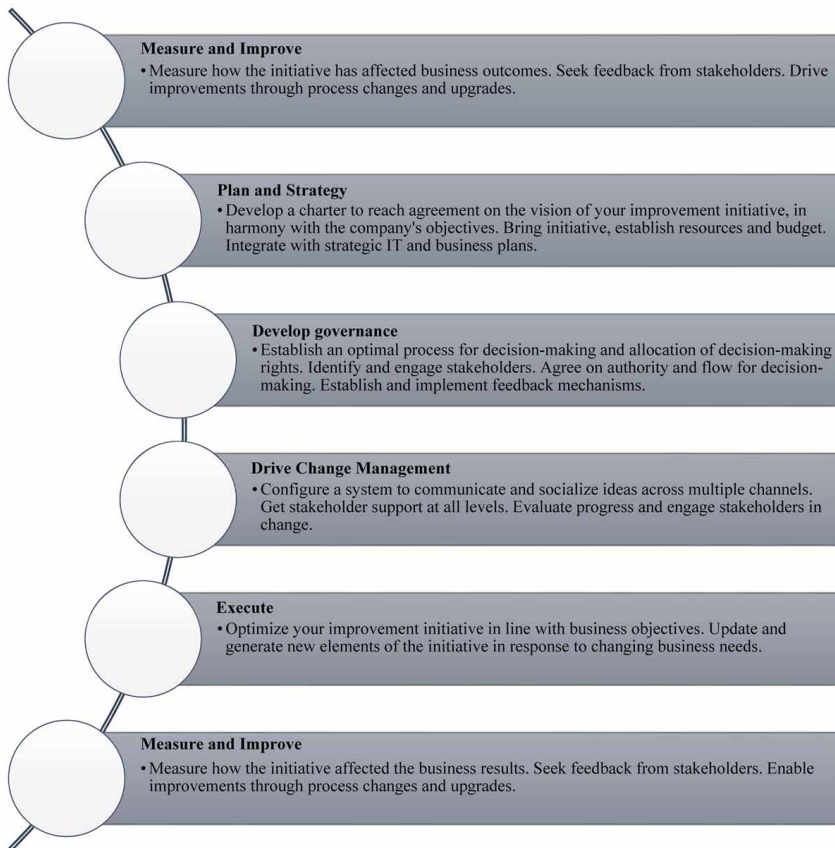 Measure and Improve
• Measure how the initiative has affected business outcomes. Seek feedback from stakeholders. Drive
improvements through process changes and upgrades.
Plan and Strategy
• Develop a charter to reach agreement on the vision of your improvement initiative, in
harmony with the company's objectives. Bring initiative, establish resources and budget.
Integrate with strategic IT and business plans.
Develop governance
• Establish an optimal process for decision-making and allocation of decision-making
rights. Identify and engage stakeholders. Agree on authority and flow for decision-
making. Establish and implement feedback mechanisms.
Drive Change Management
• Configure a system to communicate and socialize ideas across multiple channels.
Get stakeholder support at all levels. Evaluate progress and engage stakeholders in
change.
Execute
• Optimize your improvement initiative in line with business objectives. Update and
generate new elements of the initiative in response to changing business needs.
Measure and Improve
• Measure how the initiative affected the business results. Seek feedback from stakeholders. Enable
improvements through process changes and upgrades.